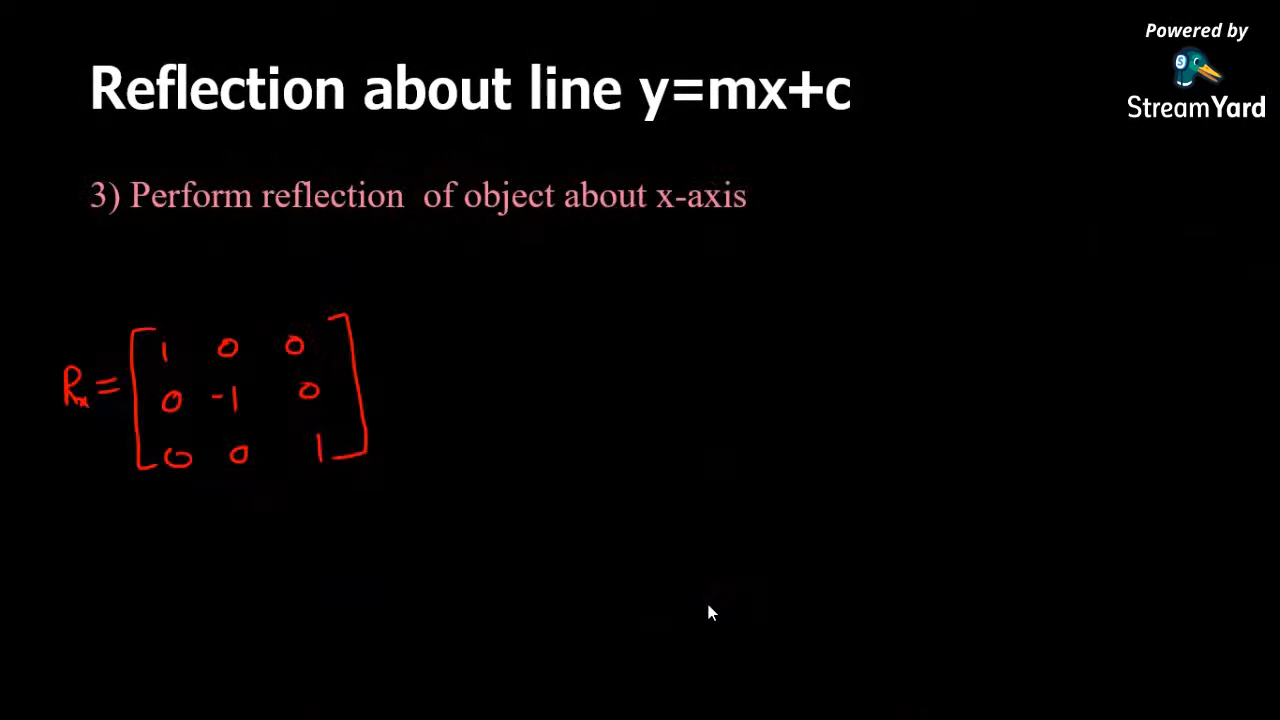 Powered by
StreamYard
Reflection about line y=mx+c
3) Perform reflection of object about x-axis
1 0 0
Rx = 0 -1 0
0 0 1